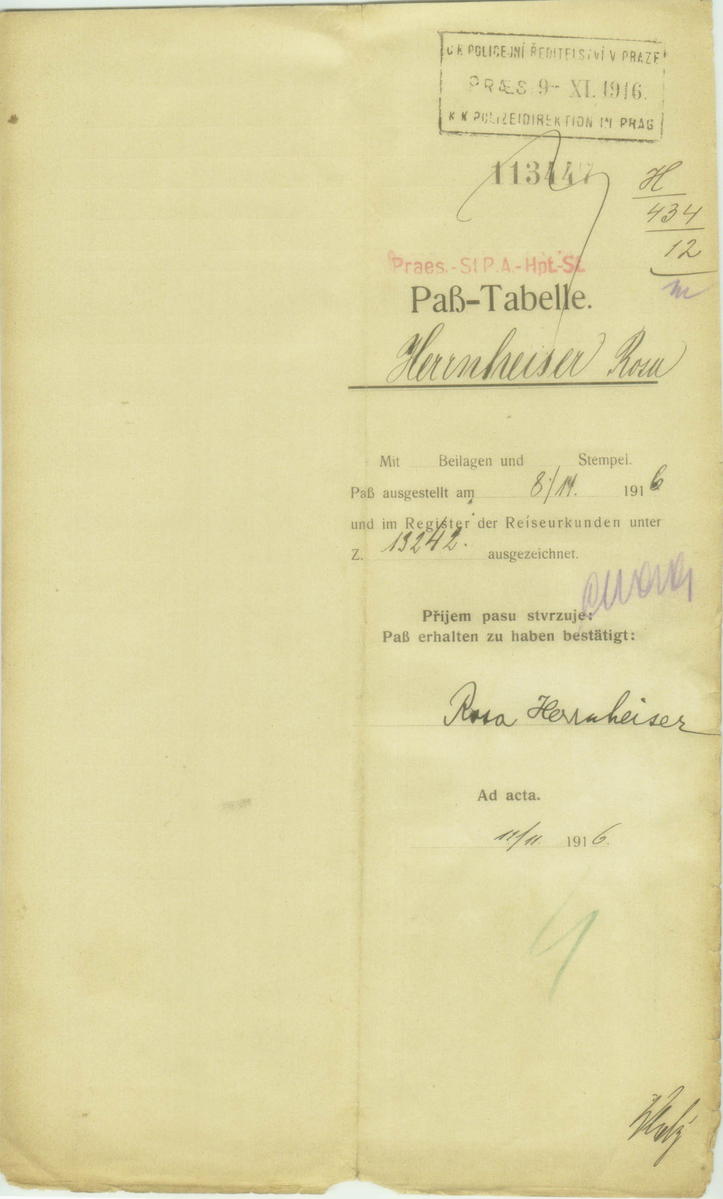 C K POLICEJNÍ ŘEDITELSTVÍ V PRAZE
PRÆS. 9- XI. 1916.
K K POLIZEIDIREKTION IN PRAG
113447
H
434
12
Praes.-St P.A.-Hpt.-St.
Paß-Tabelle.
Herrnheiser Rosa
Mit Beilagen und Stempel.
Paß ausgestellt am 8/11. 1916
und im Register der Reiseurkunden unter
Z. 13242. ausgezeichnet.
Přijem pasu stvrzuje:
Paß erhalten zu haben bestätigt:
Rosa Herrnheiser
Ad acta.
11/11 1916.